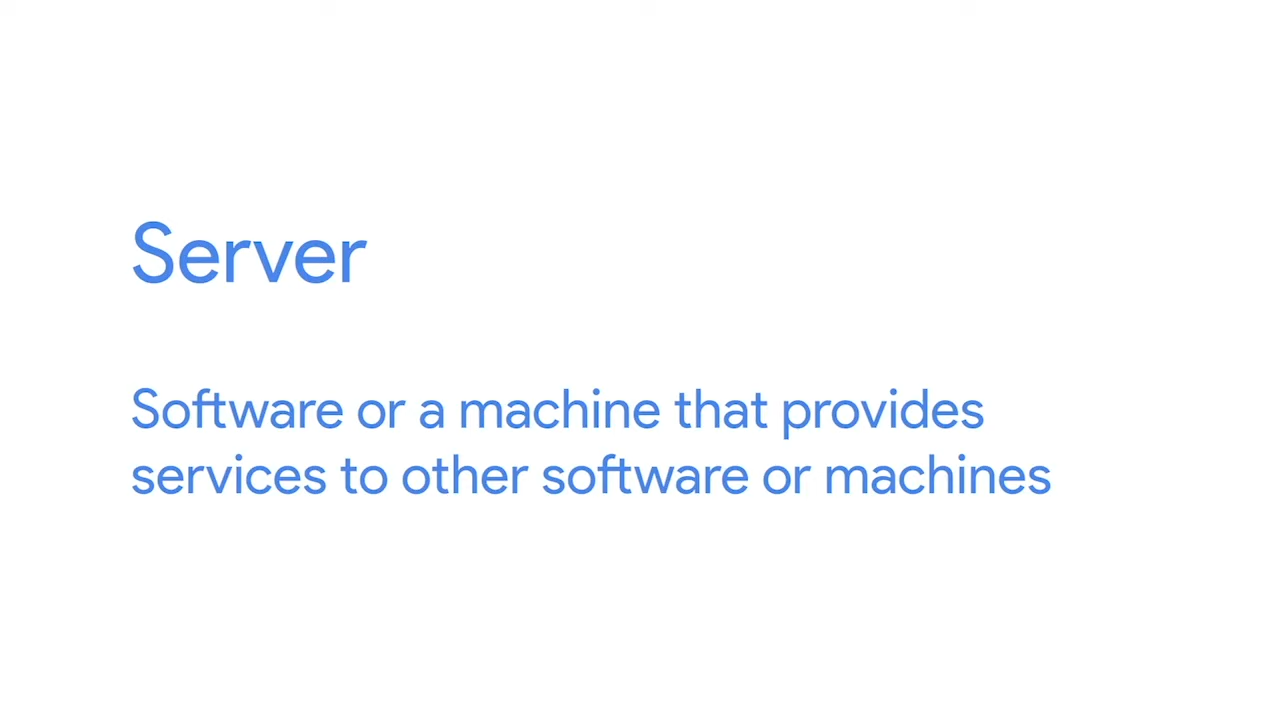 Server
Software or a machine that provides
services to other software or machines